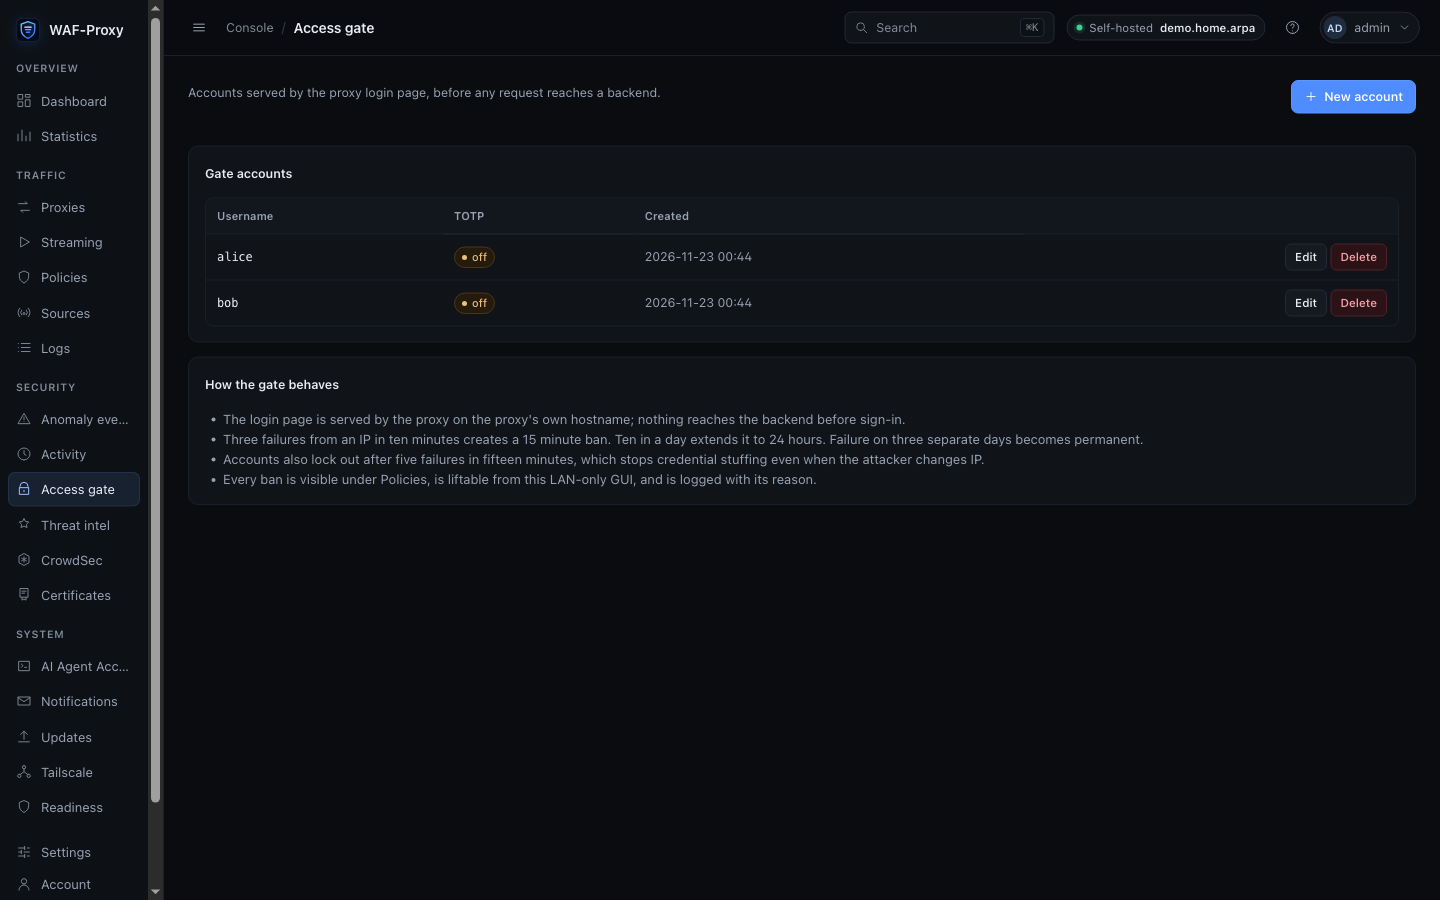 WAF-Proxy
OVERVIEW
Dashboard
Statistics
TRAFFIC
Proxies
Streaming
Policies
Sources
Logs
SECURITY
Anomaly eve...
Activity
Access gate
Threat intel
CrowdSec
Certificates
SYSTEM
AI Agent Acc...
Notifications
Updates
Tailscale
Readiness
Settings
Account
Console / Access gate
Search ⌘K
Self-hosted demo.home.arpa
AD admin
Accounts served by the proxy login page, before any request reaches a backend.
+ New account
Gate accounts
Username TOTP Created
alice off 2026-11-23 00:44 Edit Delete
bob off 2026-11-23 00:44 Edit Delete
How the gate behaves
• The login page is served by the proxy on the proxy's own hostname; nothing reaches the backend before sign-in.
• Three failures from an IP in ten minutes creates a 15 minute ban. Ten in a day extends it to 24 hours. Failure on three separate days becomes permanent.
• Accounts also lock out after five failures in fifteen minutes, which stops credential stuffing even when the attacker changes IP.
• Every ban is visible under Policies, is liftable from this LAN-only GUI, and is logged with its reason.